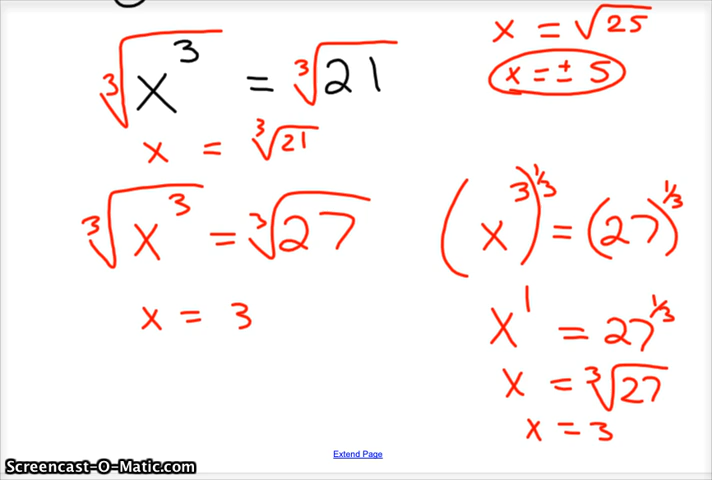 x = √25
x = ± 5
∛x³ = ∛21
x = ∛21
∛x³ = ∛27
x = 3
(x³)^1/3 = (27)^1/3
x¹ = 27^1/3
x = ∛27
x = 3
Extend Page
Screencast-O-Matic.com